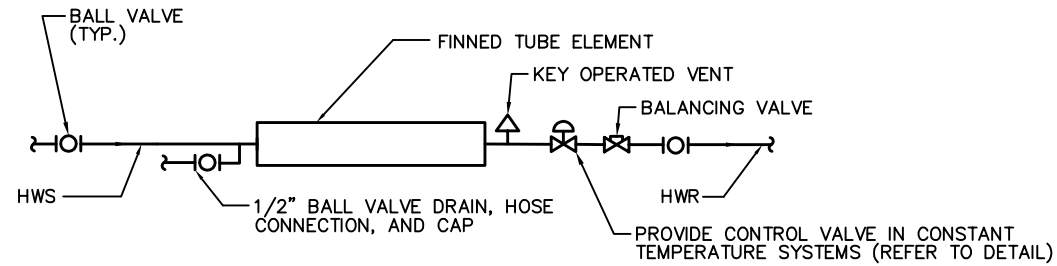 BALL VALVE
(TYP.)
FINNED TUBE ELEMENT
KEY OPERATED VENT
BALANCING VALVE
HWS
1/2" BALL VALVE DRAIN, HOSE
CONNECTION, AND CAP
HWR
PROVIDE CONTROL VALVE IN CONSTANT
TEMPERATURE SYSTEMS (REFER TO DETAIL)